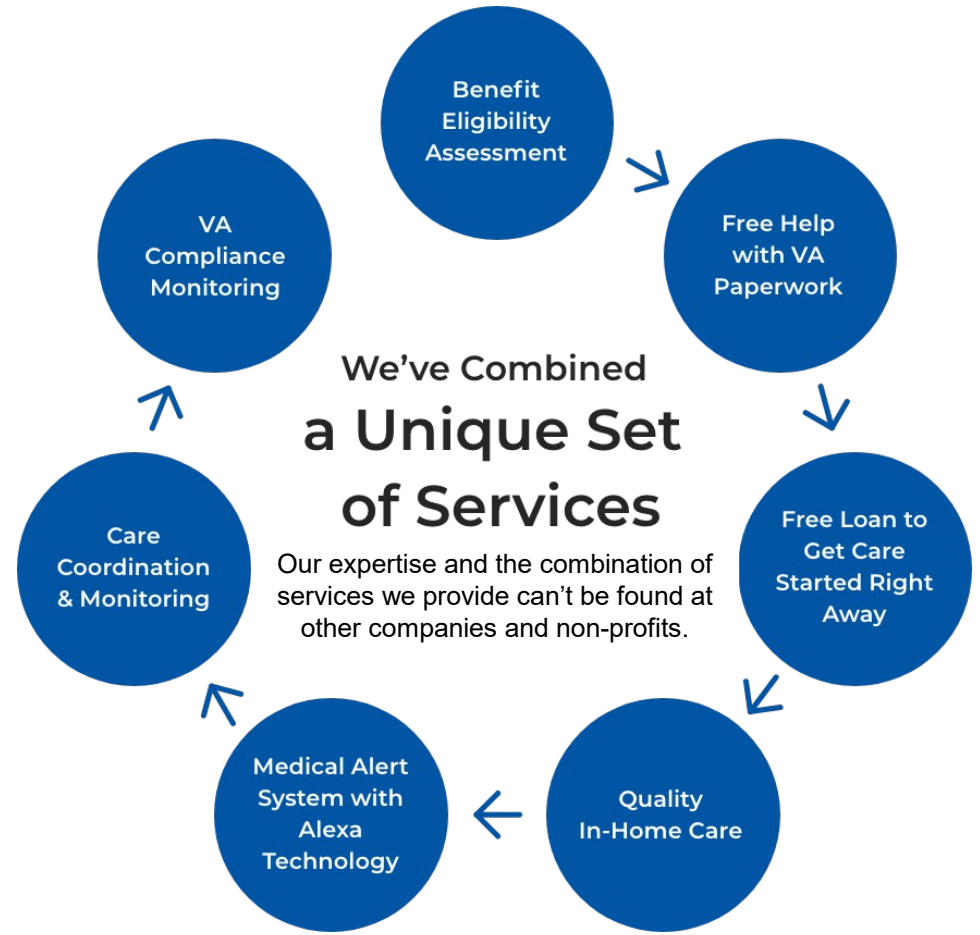 Benefit
Eligibility
Assessment
Free Help
with VA
Paperwork
Free Loan to
Get Care
Started Right
Away
Quality
In-Home Care
Medical Alert
System with
Alexa
Technology
Care
Coordination
& Monitoring
VA
Compliance
Monitoring
We’ve Combined
a Unique Set
of Services
Our expertise and the combination of
services we provide can’t be found at
other companies and non-profits.